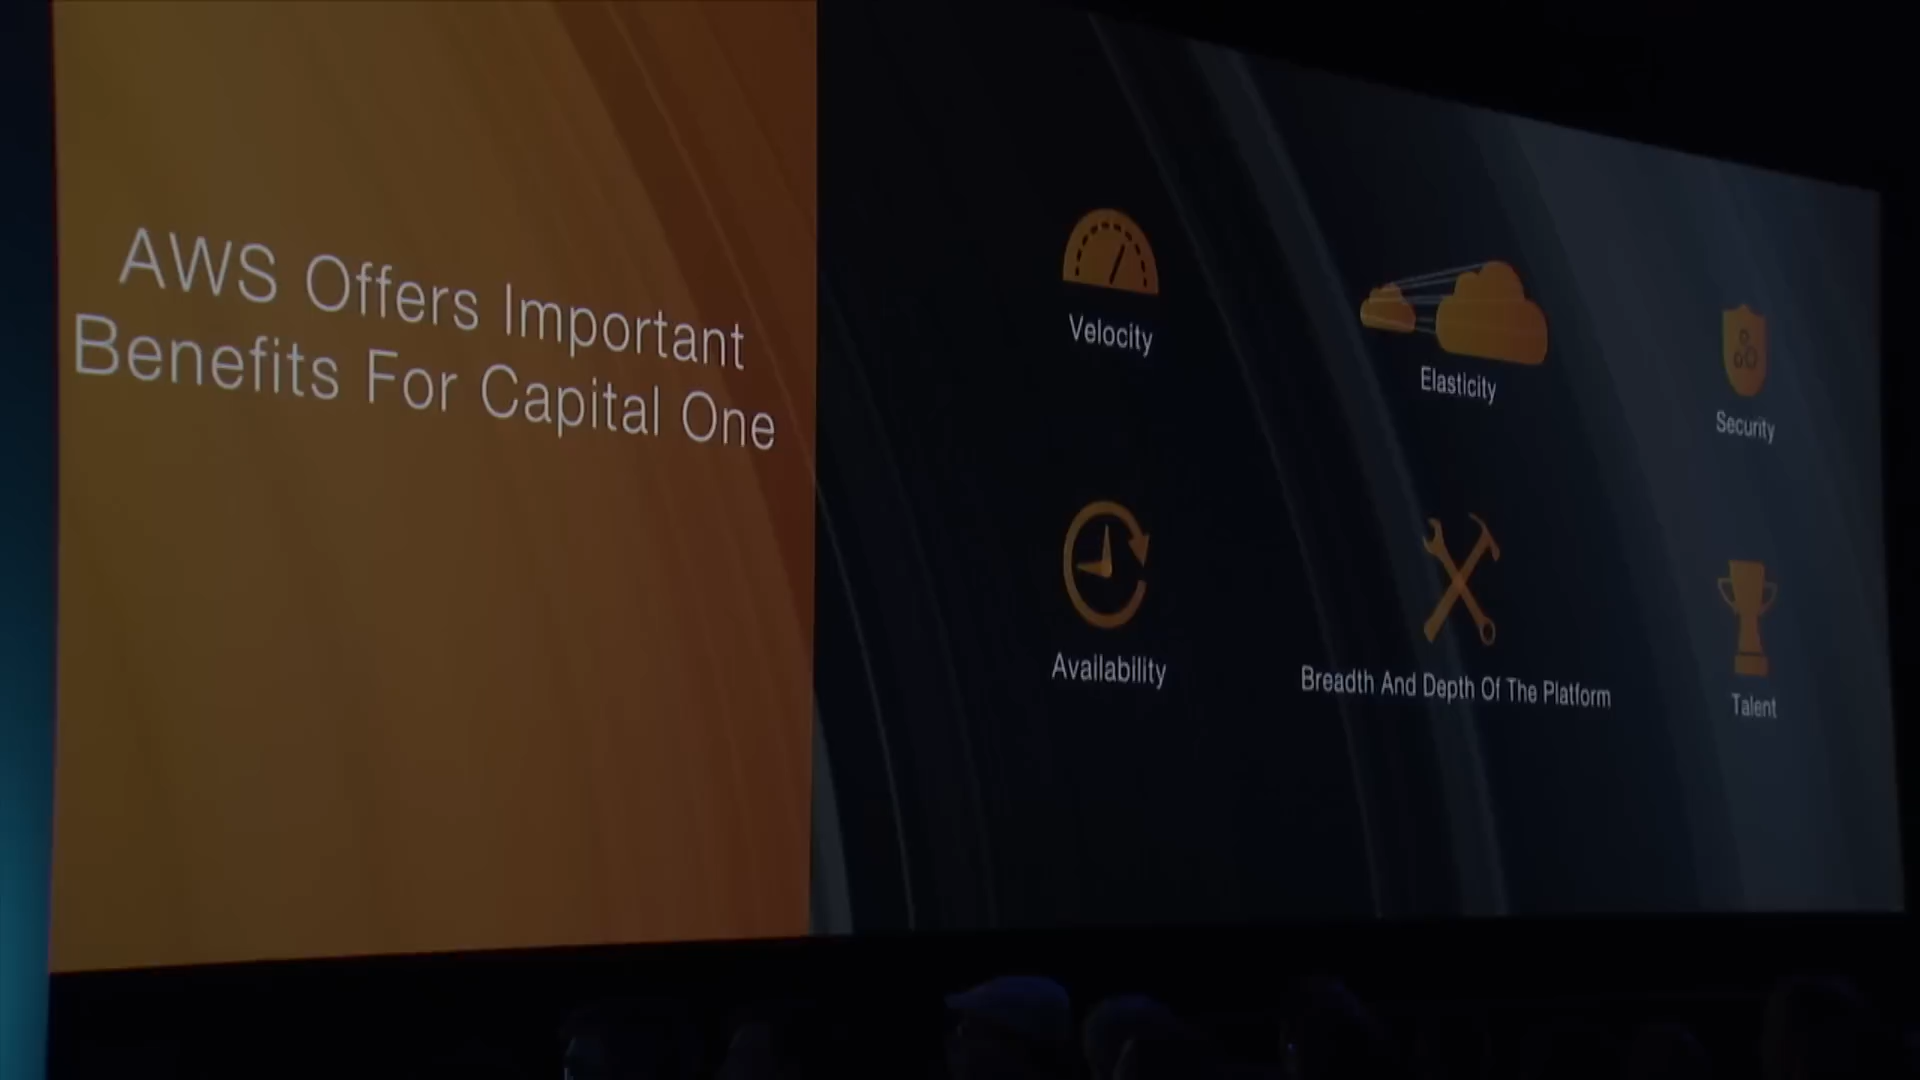 AWS Offers Important
Benefits For Capital One
Velocity
Elasticity
Security
Availability
Breadth And Depth Of The Platform
Talent